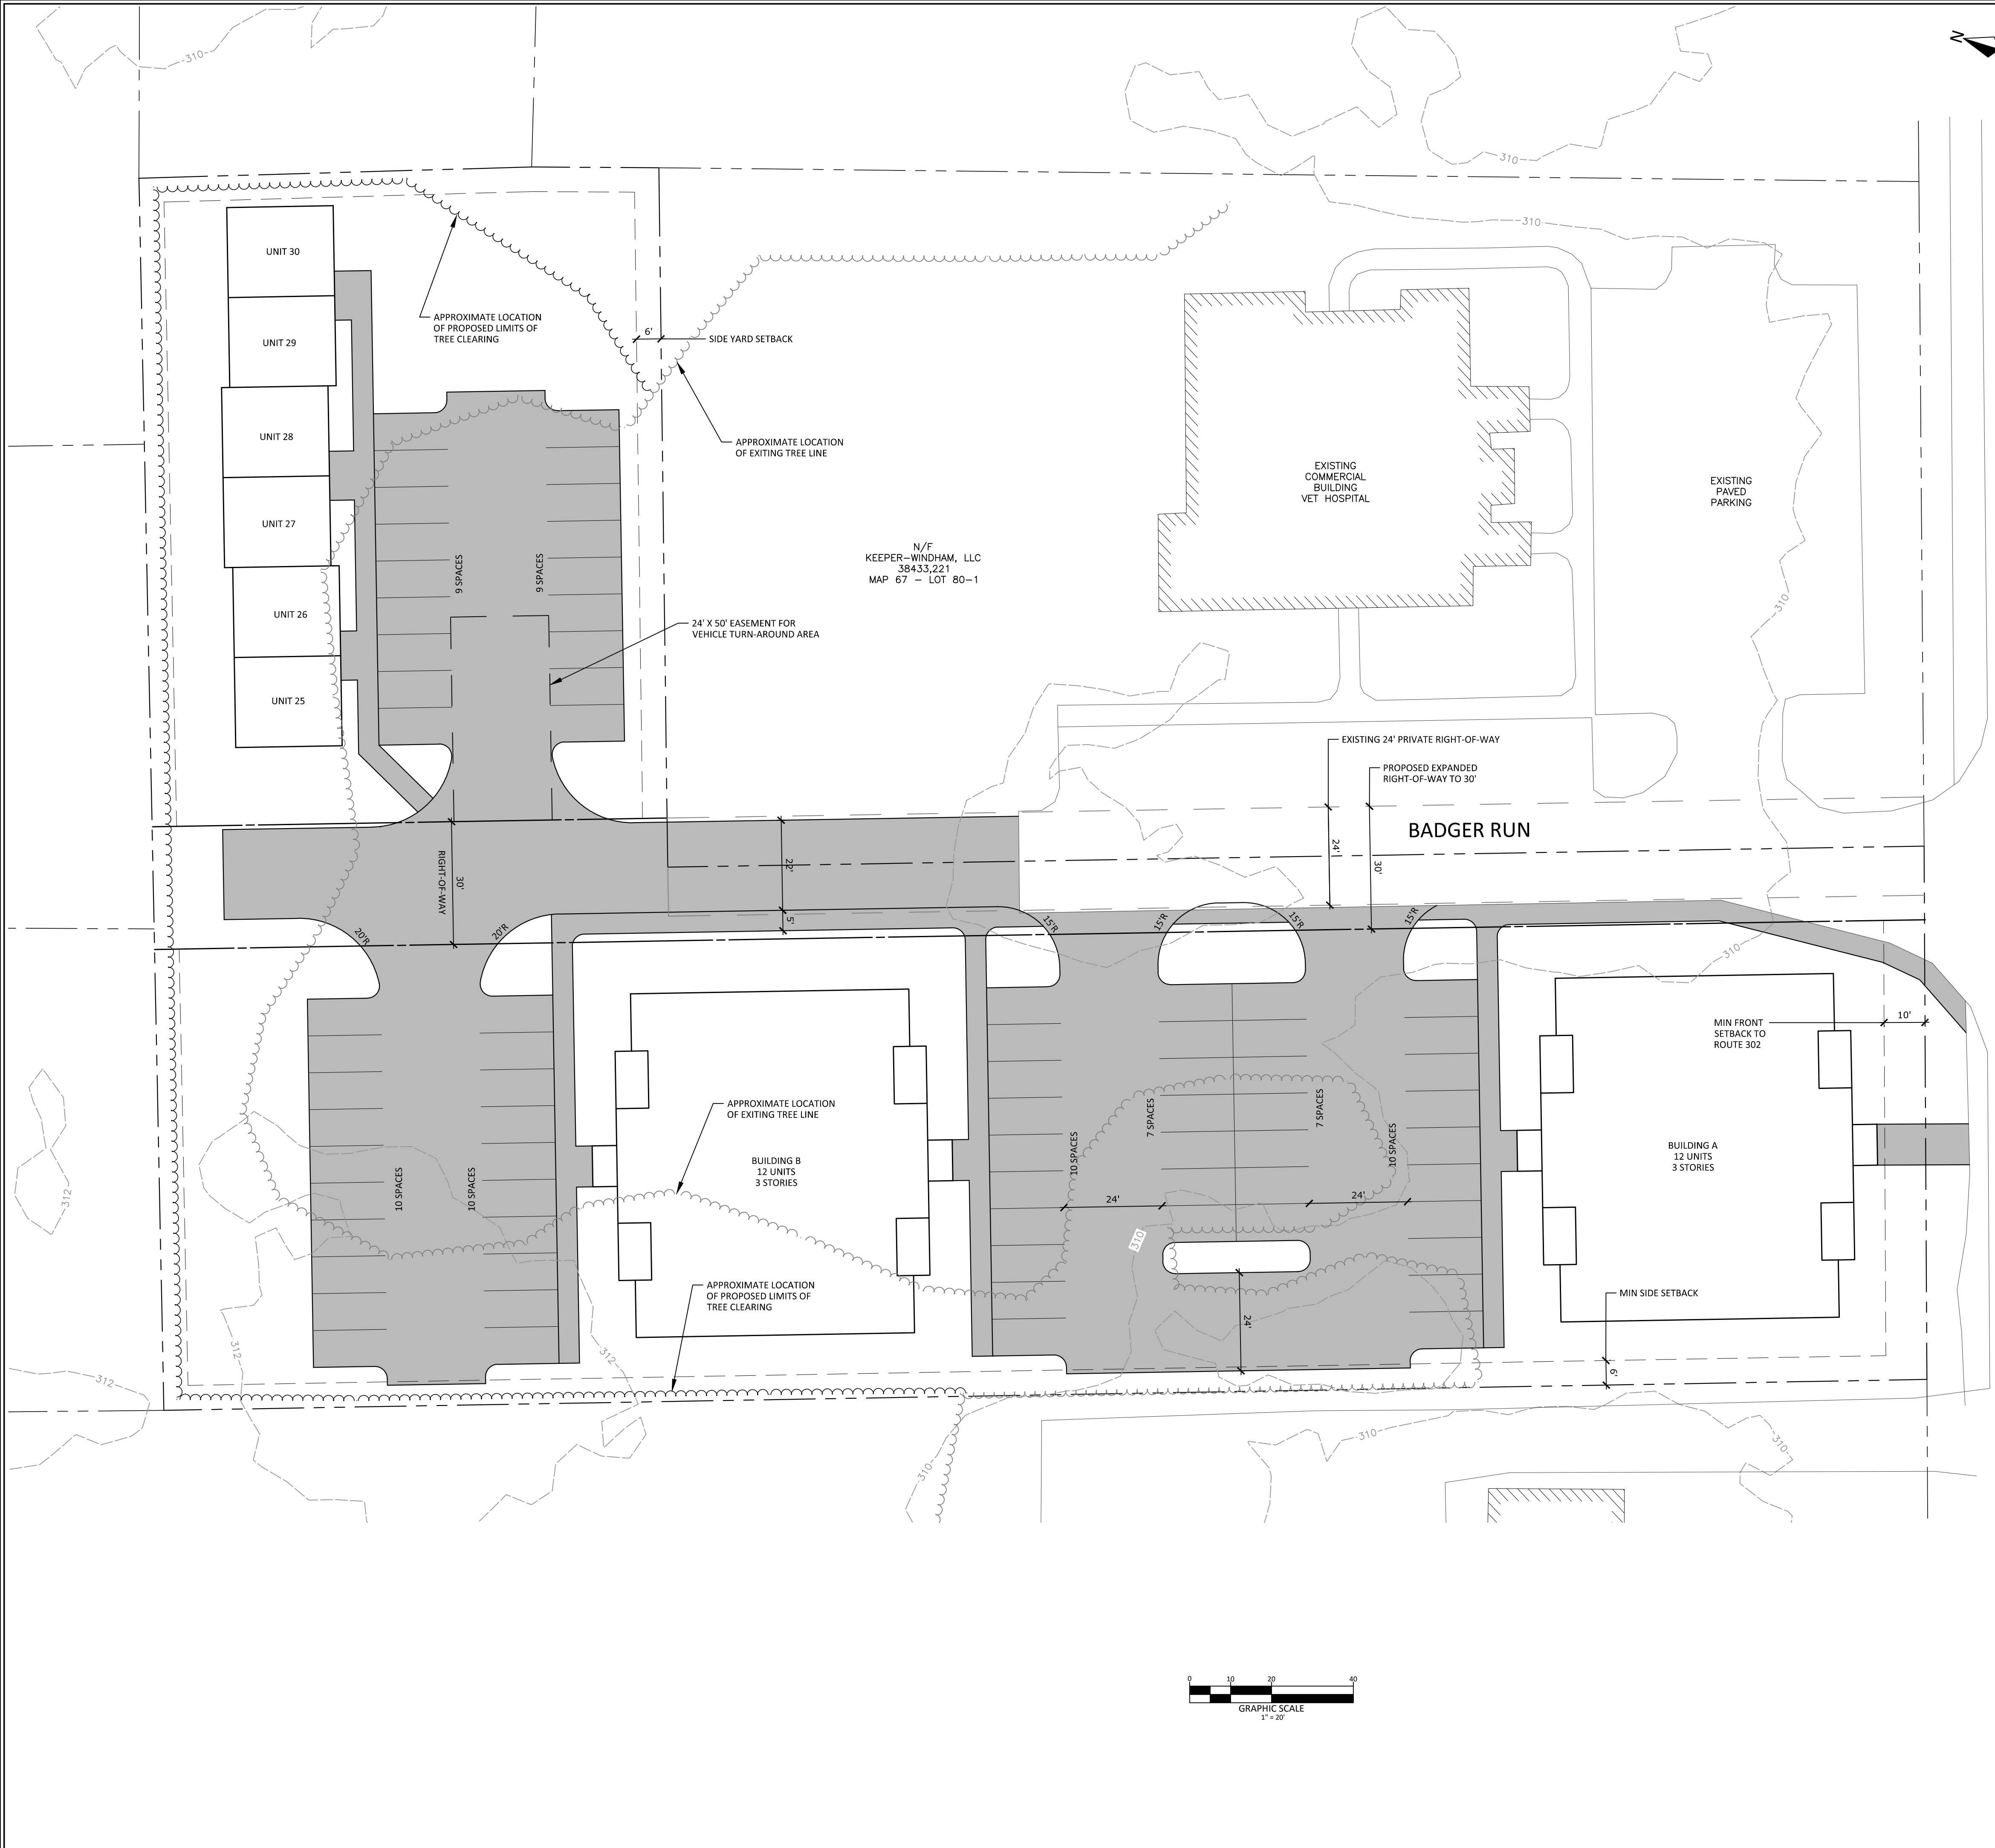 310
N
310
310
UNIT 30
UNIT 29
UNIT 28
UNIT 27
UNIT 26
UNIT 25
APPROXIMATE LOCATION
OF PROPOSED LIMITS OF
TREE CLEARING
6'
SIDE YARD SETBACK
APPROXIMATE LOCATION
OF EXITING TREE LINE
9 SPACES
9 SPACES
24' X 50' EASEMENT FOR
VEHICLE TURN-AROUND AREA
N/F
KEEPER-WINDHAM, LLC
38433,221
MAP 67 - LOT 80-1
EXISTING
COMMERCIAL
BUILDING
VET HOSPITAL
EXISTING
PAVED
PARKING
310
EXISTING 24' PRIVATE RIGHT-OF-WAY
PROPOSED EXPANDED
RIGHT-OF-WAY TO 30'
BADGER RUN
24'
30'
22'
5'
RIGHT-OF-WAY
30'
20'R
20'R
15'R
15'R
15'R
15'R
310
MIN FRONT
SETBACK TO
ROUTE 302
10'
APPROXIMATE LOCATION
OF EXITING TREE LINE
BUILDING B
12 UNITS
3 STORIES
10 SPACES
10 SPACES
10 SPACES
7 SPACES
7 SPACES
10 SPACES
24'
24'
310
24'
BUILDING A
12 UNITS
3 STORIES
312
APPROXIMATE LOCATION
OF PROPOSED LIMITS OF
TREE CLEARING
MIN SIDE SETBACK
6'
312
312
312
310
310
310
0 10 20 40
GRAPHIC SCALE
1" = 20'